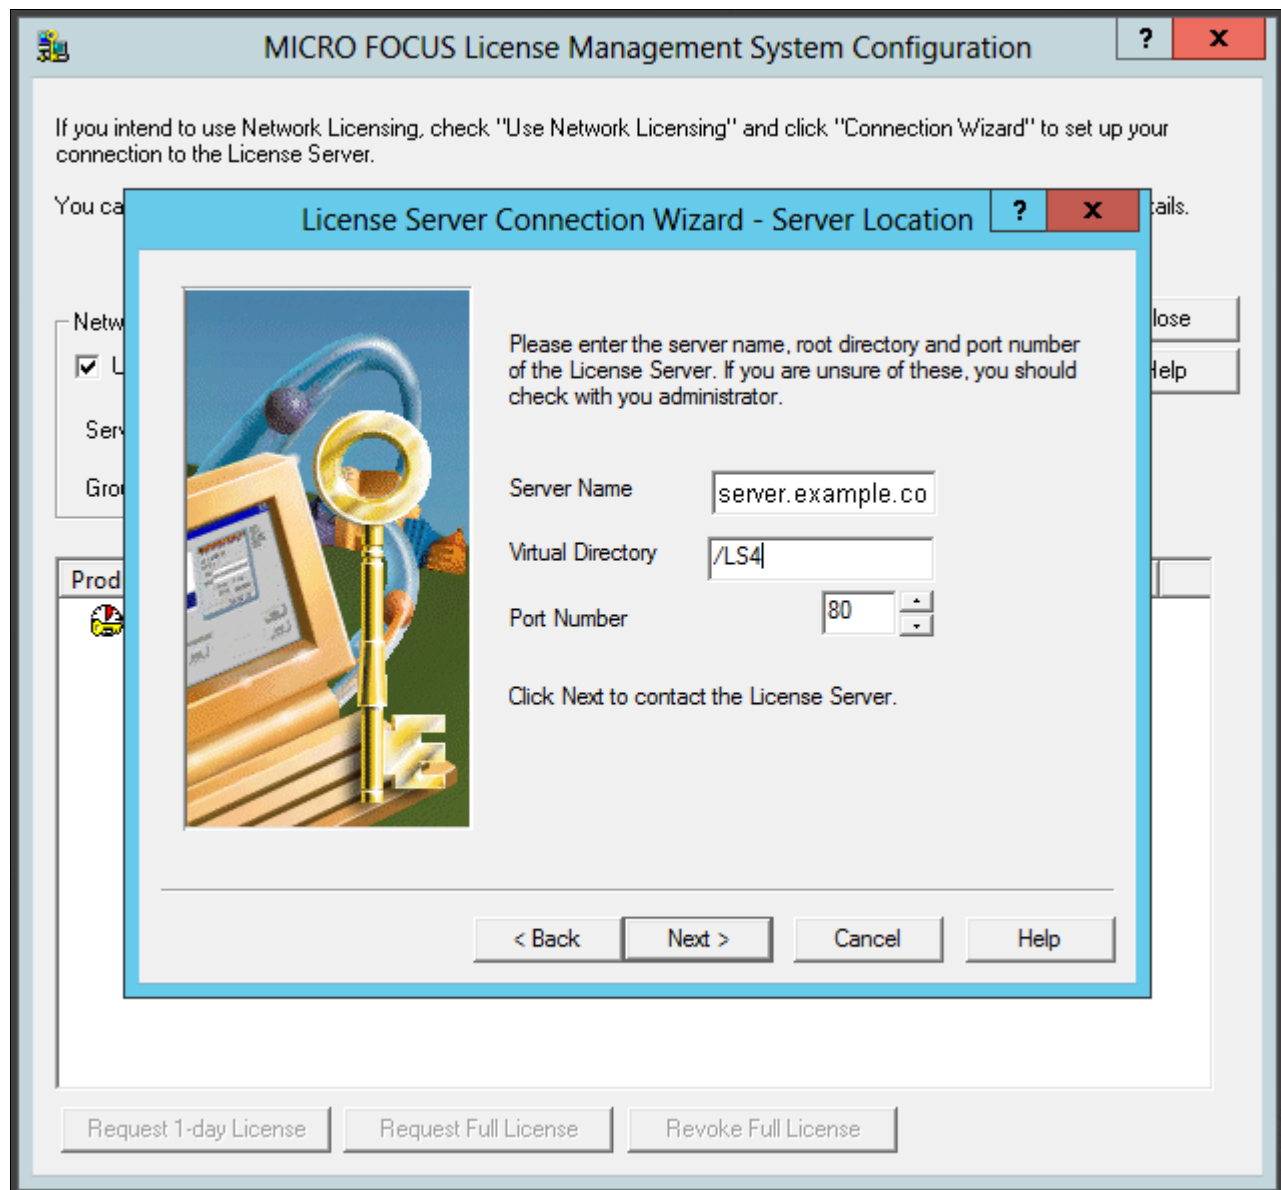 MICRO FOCUS License Management System Configuration
?
x
If you intend to use Network Licensing, check "Use Network Licensing" and click "Connection Wizard" to set up your
connection to the License Server.
You ca
tails.
License Server Connection Wizard - Server Location
?
x
Netw
lose
Help
Serv
Grou
Please enter the server name, root directory and port number
of the License Server. If you are unsure of these, you should
check with you administrator.
Server Name
server.example.co
Virtual Directory
/LS4
Port Number
80
Click Next to contact the License Server.
Prod
< Back
Next >
Cancel
Help
Request 1-day License
Request Full License
Revoke Full License